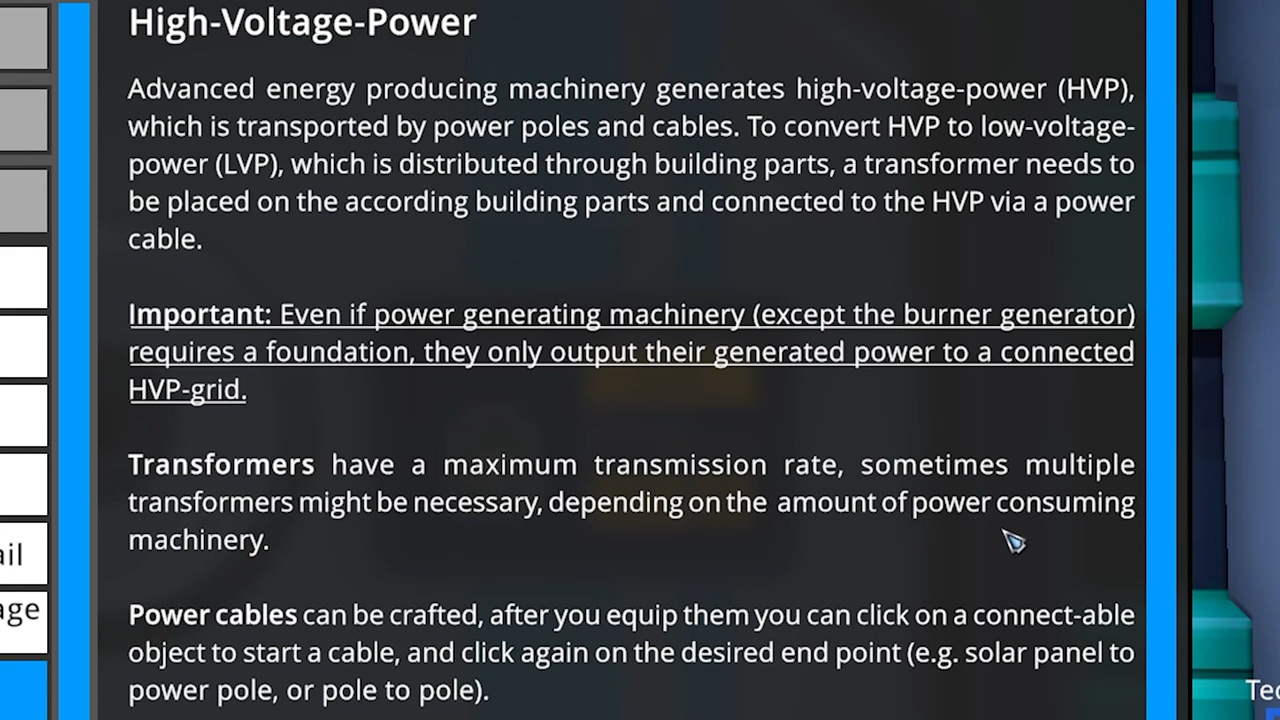 High-Voltage-Power
Advanced energy producing machinery generates high-voltage-power (HVP),
which is transported by power poles and cables. To convert HVP to low-voltage-
power (LVP), which is distributed through building parts, a transformer needs to
be placed on the according building parts and connected to the HVP via a power
cable.
Important: Even if power generating machinery (except the burner generator)
requires a foundation, they only output their generated power to a connected
HVP-grid.
Transformers have a maximum transmission rate, sometimes multiple
transformers might be necessary, depending on the amount of power consuming
machinery.
ail
age
Power cables can be crafted, after you equip them you can click on a connect-able
object to start a cable, and click again on the desired end point (e.g. solar panel to
power pole, or pole to pole).
Tec